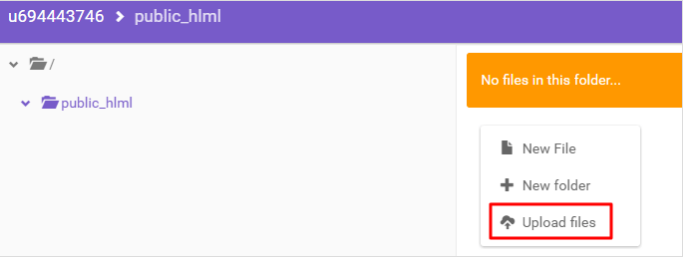 u694443746 > public_hlml
/
public_hlml
No files in this folder...
New File
New folder
Upload files